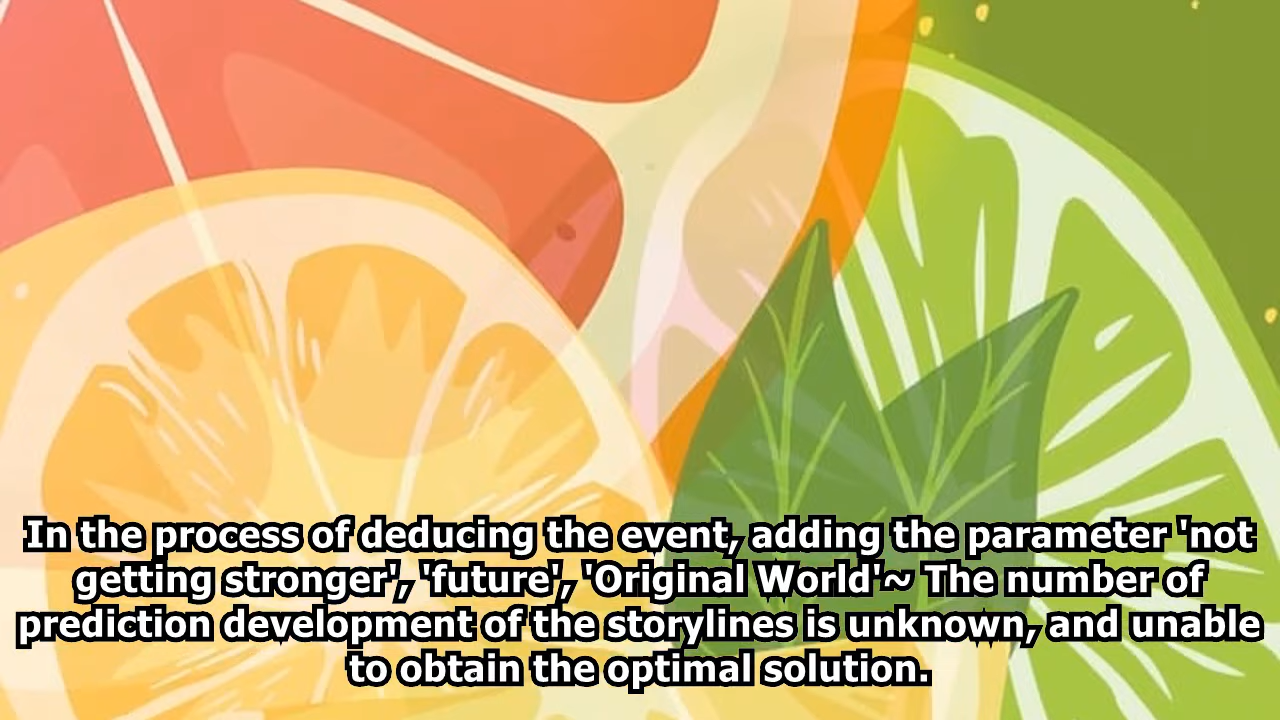 In the process of deducing the event, adding the parameter 'not
getting stronger', 'future', 'Original World'~ The number of
prediction development of the storylines is unknown, and unable
to obtain the optimal solution.